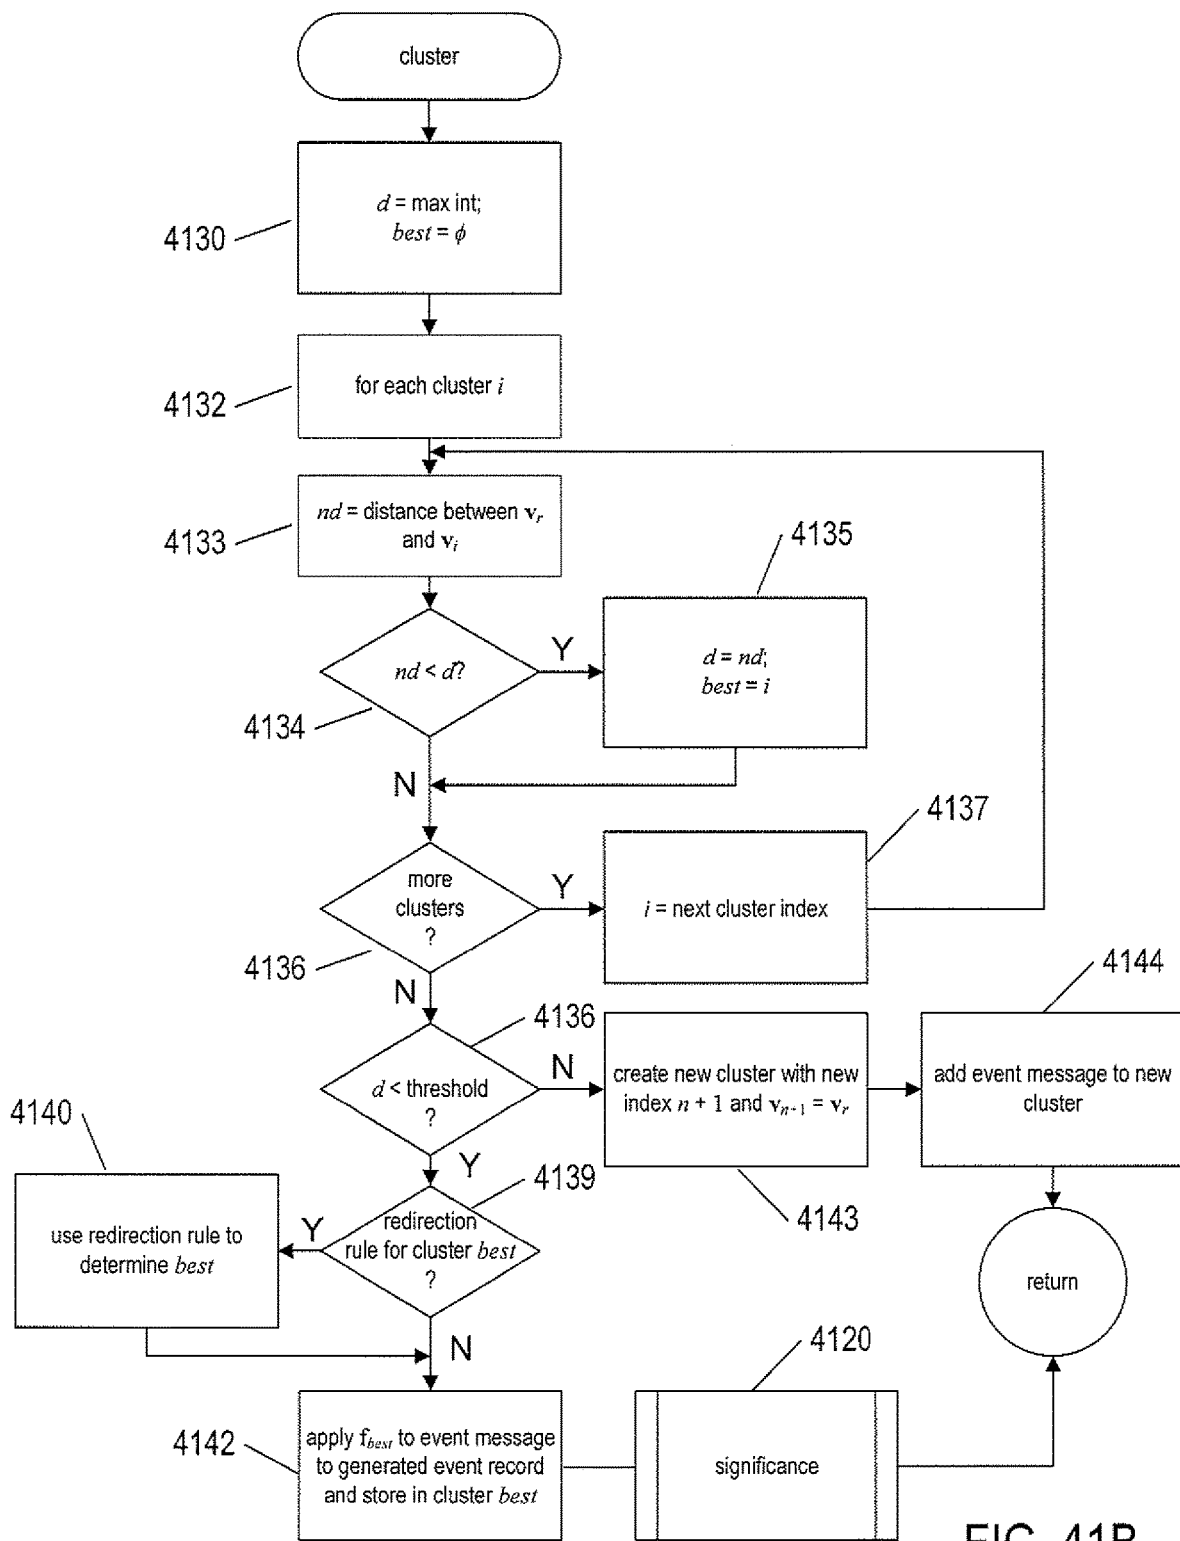 cluster
d = max int;
best = ϕ
4130
for each cluster i
4132
nd = distance between vᵣ
and vᵢ
4133
4135
nd < d?
Y
d = nd;
best = i
4134
N
4137
more
clusters
?
Y
i = next cluster index
4136
N
4144
4136
d < threshold
?
N
create new cluster with new
index n + 1 and vₙ₊₁ = vᵣ
add event message to new
cluster
4140
Y
4139
4143
use redirection rule to
determine best
Y
redirection
rule for cluster best
?
return
N
4120
4142
apply f_best to event message
to generated event record
and store in cluster best
significance
FIG. 41B